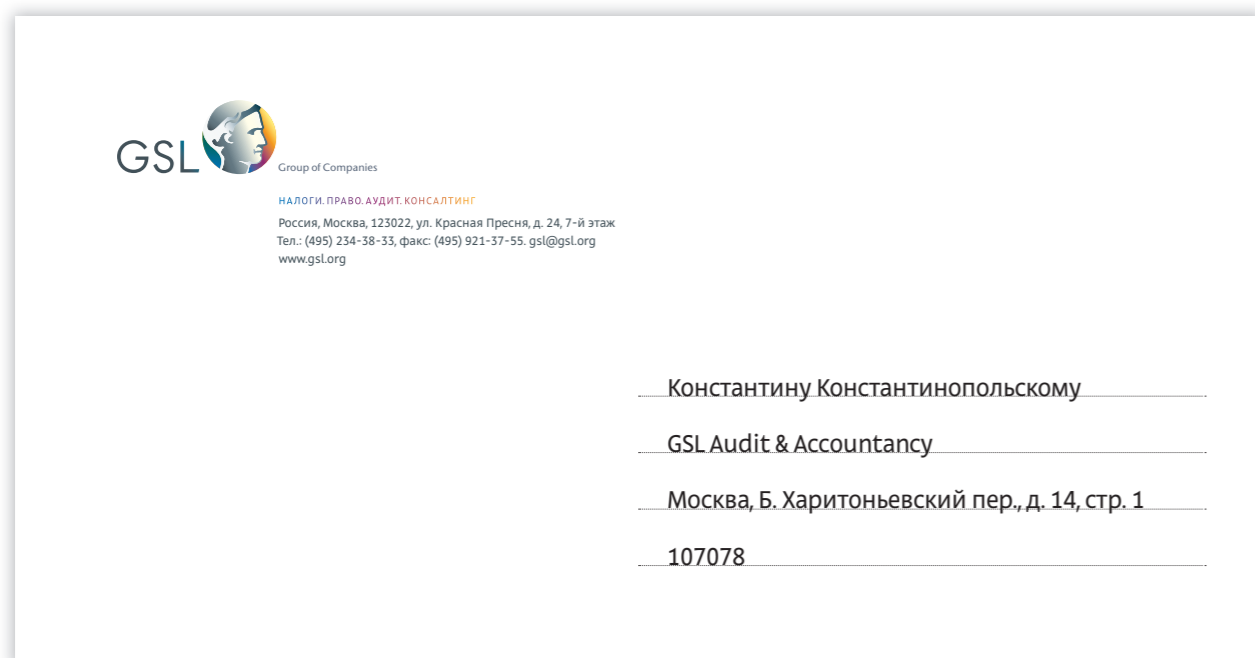 GSL
Group of Companies
НАЛОГИ. ПРАВО. АУДИТ. КОНСАЛТИНГ
Россия, Москва, 123022, ул. Красная Пресня, д. 24, 7-й этаж
Тел.: (495) 234-38-33, факс: (495) 921-37-55. gsl@gsl.org
www.gsl.org
Константину Константинопольскому
GSL Audit & Accountancy
Москва, Б. Харитоньевский пер., д. 14, стр. 1
107078